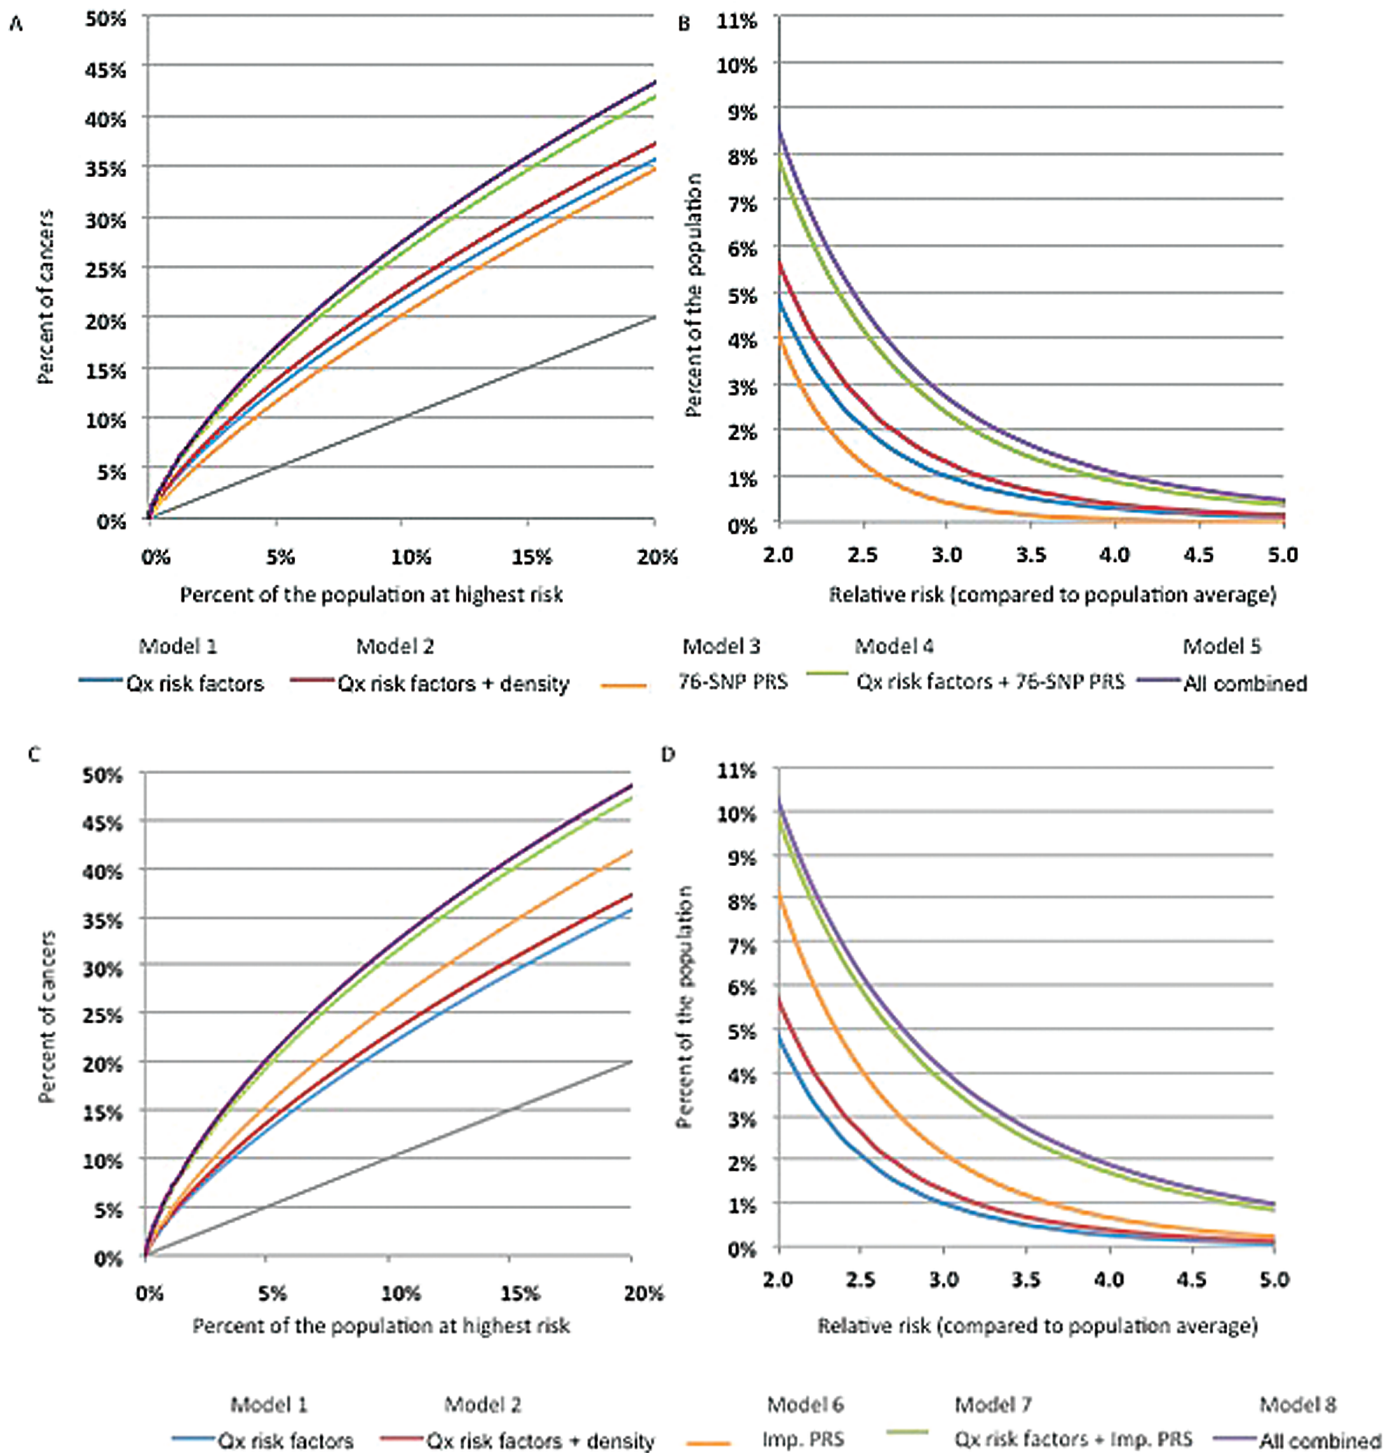 A
50%
45%
40%
35%
30%
25%
20%
15%
10%
5%
0%
Percent of cancers
0% 5% 10% 15% 20%
Percent of the population at highest risk
B
11%
10%
9%
8%
7%
6%
5%
4%
3%
2%
1%
0%
Percent of the population
2.0 2.5 3.0 3.5 4.0 4.5 5.0
Relative risk (compared to population average)
Model 1 Model 2 Model 3 Model 4 Model 5
Qx risk factors Qx risk factors + density 76-SNP PRS Qx risk factors + 76-SNP PRS All combined
C
50%
45%
40%
35%
30%
25%
20%
15%
10%
5%
0%
Percent of cancers
0% 5% 10% 15% 20%
Percent of the population at highest risk
D
11%
10%
9%
8%
7%
6%
5%
4%
3%
2%
1%
0%
Percent of the population
2.0 2.5 3.0 3.5 4.0 4.5 5.0
Relative risk (compared to population average)
Model 1 Model 2 Model 6 Model 7 Model 8
Qx risk factors Qx risk factors + density Imp. PRS Qx risk factors + Imp. PRS All combined